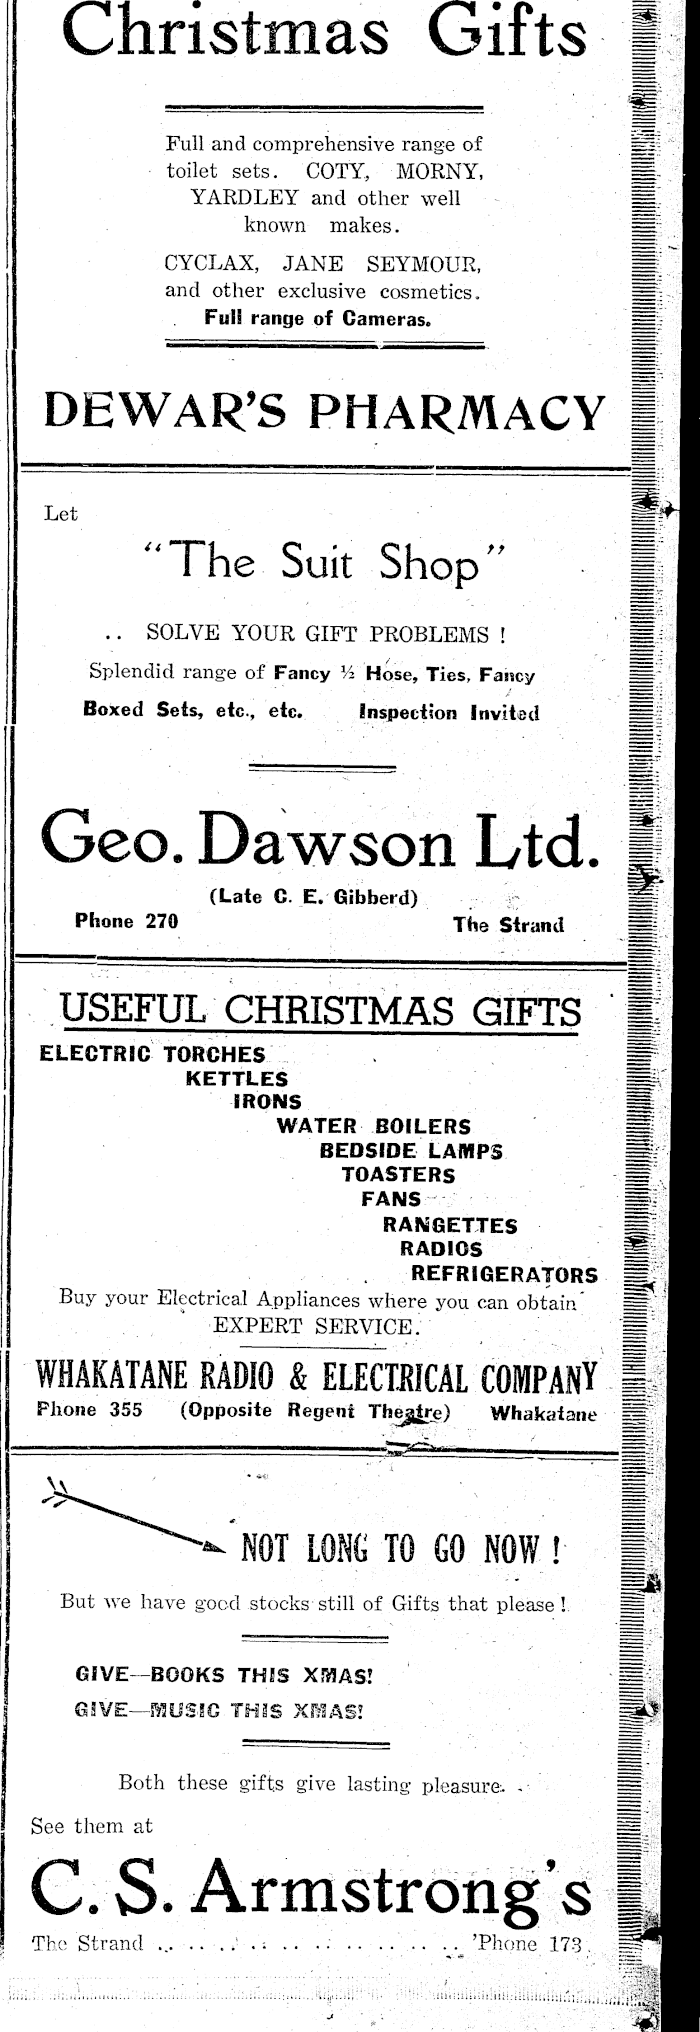 Christmas Gifts
Full and comprehensive range of
toilet sets. COTY, MORNY,
YARDLEY and other well
known makes.
CYCLAX, JANE SEYMOUR,
and other exclusive cosmetics.
Full range of Cameras.
DEWAR'S PHARMACY
Let
"The Suit Shop"
.. SOLVE YOUR GIFT PROBLEMS !
Splendid range of Fancy ½ Hose, Ties, Fancy
Boxed Sets, etc., etc. Inspection Invited
Geo. Dawson Ltd.
(Late C. E. Gibberd)
Phone 270 The Strand
USEFUL CHRISTMAS GIFTS
ELECTRIC TORCHES
KETTLES
IRONS
WATER BOILERS
BEDSIDE LAMPS
TOASTERS
FANS
RANGETTES
RADIOS
REFRIGERATORS
Buy your Electrical Appliances where you can obtain
EXPERT SERVICE.
WHAKATANE RADIO & ELECTRICAL COMPANY
Phone 355 (Opposite Regent Theatre) Whakatane
NOT LONG TO GO NOW !
But we have good stocks still of Gifts that please !
GIVE—BOOKS THIS XMAS!
GIVE—MUSIC THIS XMAS!
Both these gifts give lasting pleasure.
See them at
C. S. Armstrong's
The Strand .. .. .. .. .. .. .. .. .. .. 'Phone 173